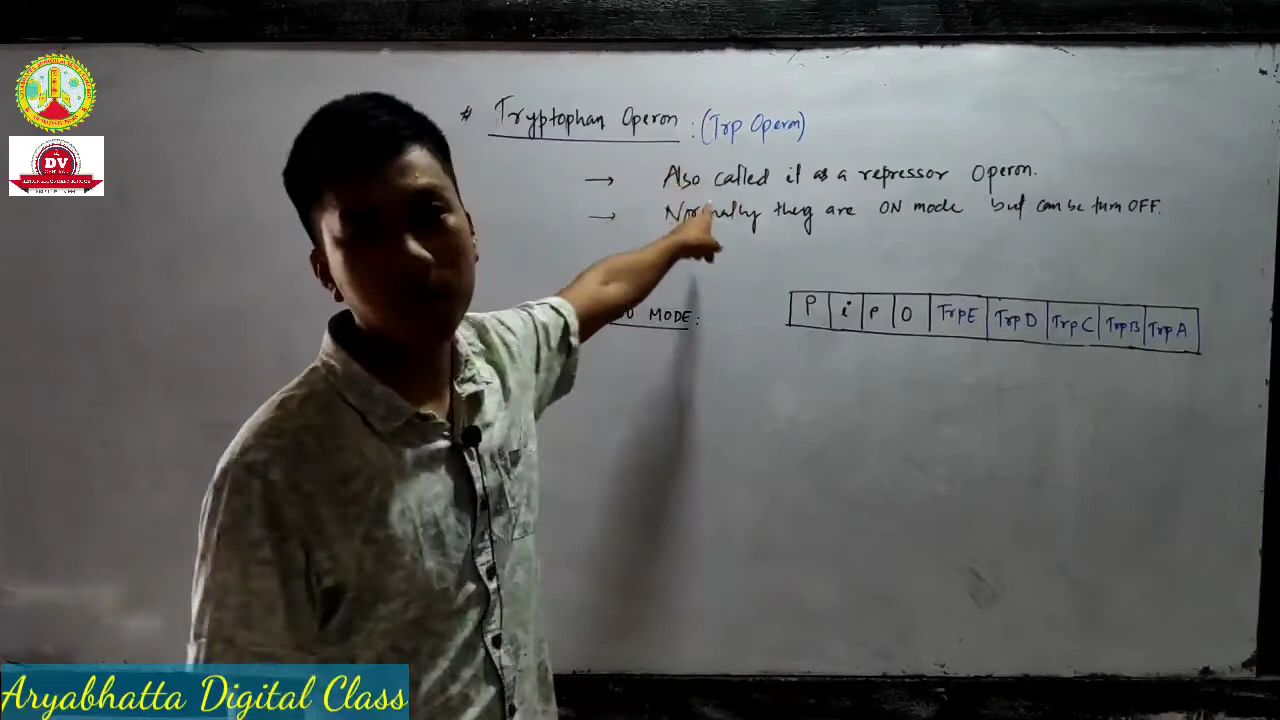 # Tryptophan Operon : (Trp Operon)
→ Also called it as a repressor Operon.
→ Normally they are ON mode but can be turn OFF.
MODE:
P i P O TrpE TrpD TrpC TrpB TrpA
DV
Aryabhatta Digital Class